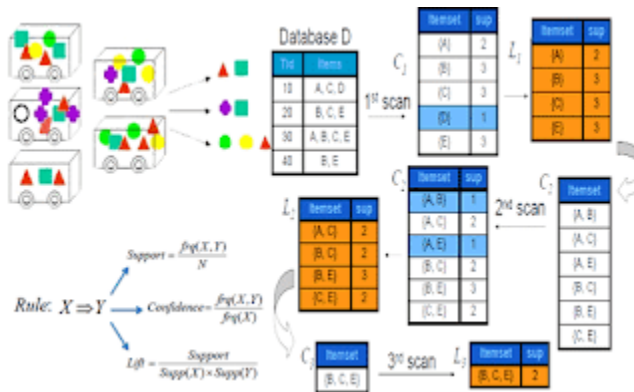 Database D
Tid Items
10 A, C, D
20 B, C, E
30 A, B, C, E
40 B, E
1st scan
C1
Itemset sup
{A} 2
{B} 3
{C} 3
{D} 1
{E} 3
L1
Itemset sup
{A} 2
{B} 3
{C} 3
{E} 3
C2
Itemset
{A, B}
{A, C}
{A, E}
{B, C}
{B, E}
{C, E}
2nd scan
C2
Itemset sup
{A, B} 1
{A, C} 2
{A, E} 1
{B, C} 2
{B, E} 3
{C, E} 2
L2
Itemset sup
{A, C} 2
{B, C} 2
{B, E} 3
{C, E} 2
C3
Itemset
{B, C, E}
3rd scan
L3
Itemset sup
{B, C, E} 2
Rule: X ⇒ Y
Support = frq(X,Y) / N
Confidence = frq(X,Y) / frq(X)
Lift = Support / Supp(X) × Supp(Y)